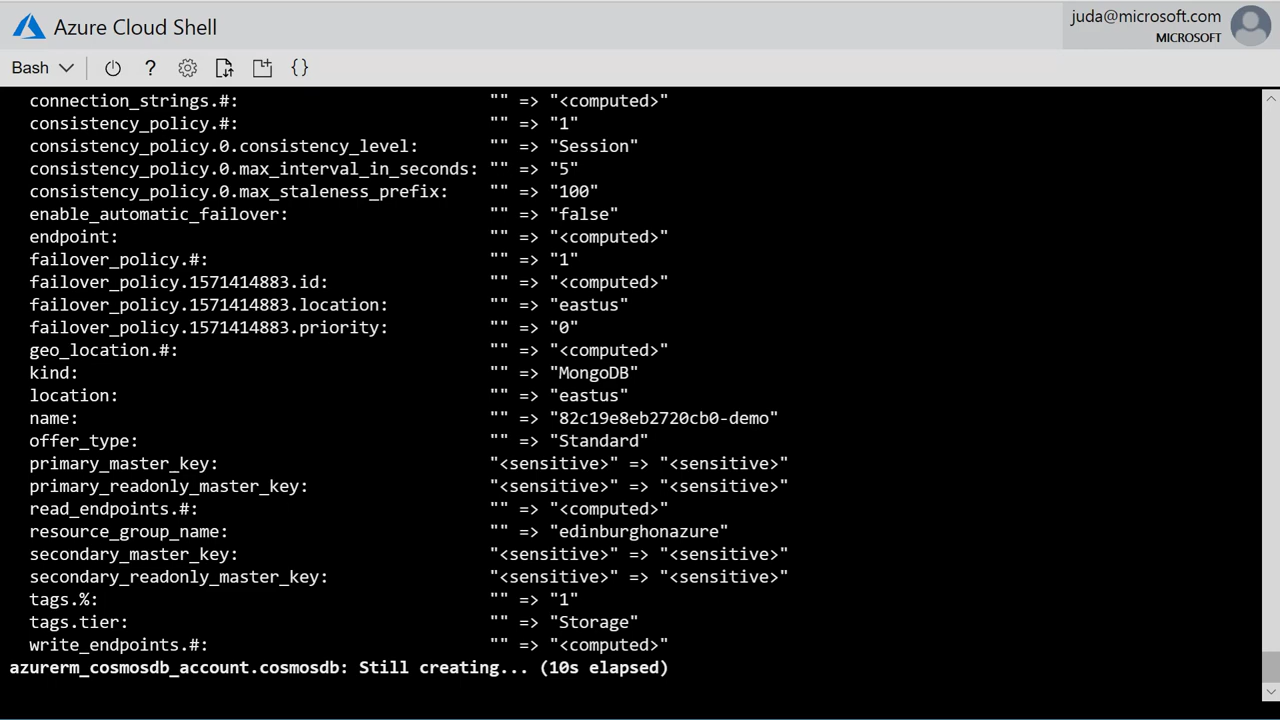 Azure Cloud Shell
juda@microsoft.com
MICROSOFT
Bash
?
{}
connection_strings.#: "" => "<computed>"
consistency_policy.#: "" => "1"
consistency_policy.0.consistency_level: "" => "Session"
consistency_policy.0.max_interval_in_seconds: "" => "5"
consistency_policy.0.max_staleness_prefix: "" => "100"
enable_automatic_failover: "" => "false"
endpoint: "" => "<computed>"
failover_policy.#: "" => "1"
failover_policy.1571414883.id: "" => "<computed>"
failover_policy.1571414883.location: "" => "eastus"
failover_policy.1571414883.priority: "" => "0"
geo_location.#: "" => "<computed>"
kind: "" => "MongoDB"
location: "" => "eastus"
name: "" => "82c19e8eb2720cb0-demo"
offer_type: "" => "Standard"
primary_master_key: "<sensitive>" => "<sensitive>"
primary_readonly_master_key: "<sensitive>" => "<sensitive>"
read_endpoints.#: "" => "<computed>"
resource_group_name: "" => "edinburghonazure"
secondary_master_key: "<sensitive>" => "<sensitive>"
secondary_readonly_master_key: "<sensitive>" => "<sensitive>"
tags.%: "" => "1"
tags.tier: "" => "Storage"
write_endpoints.#: "" => "<computed>"
azurerm_cosmosdb_account.cosmosdb: Still creating... (10s elapsed)